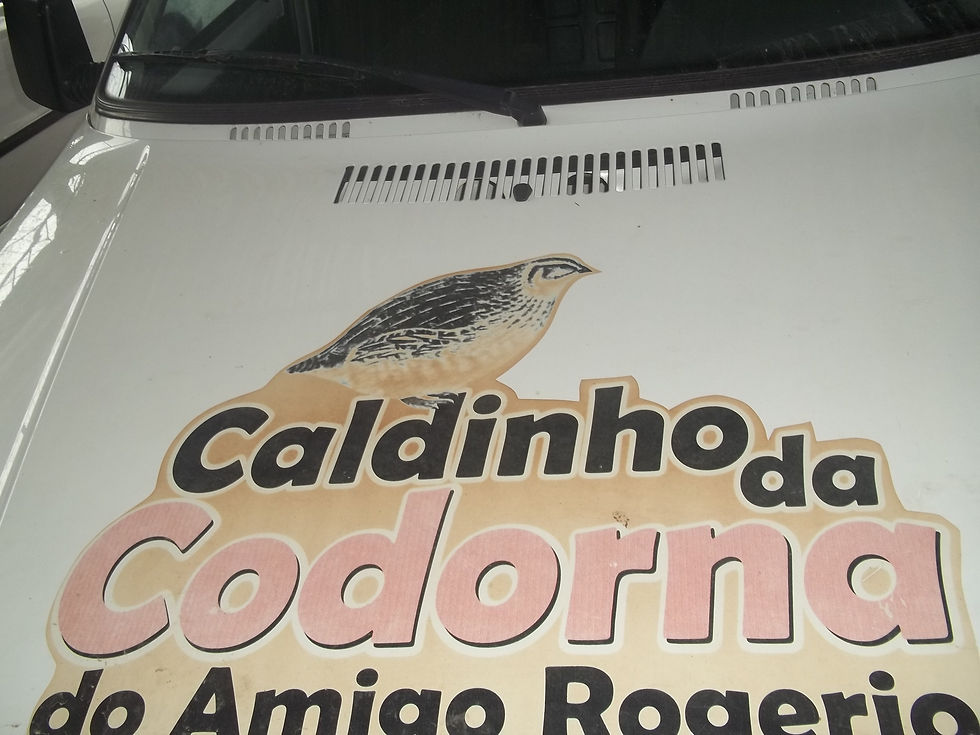 Caldinho da
Codorna
do Amigo Rogerio